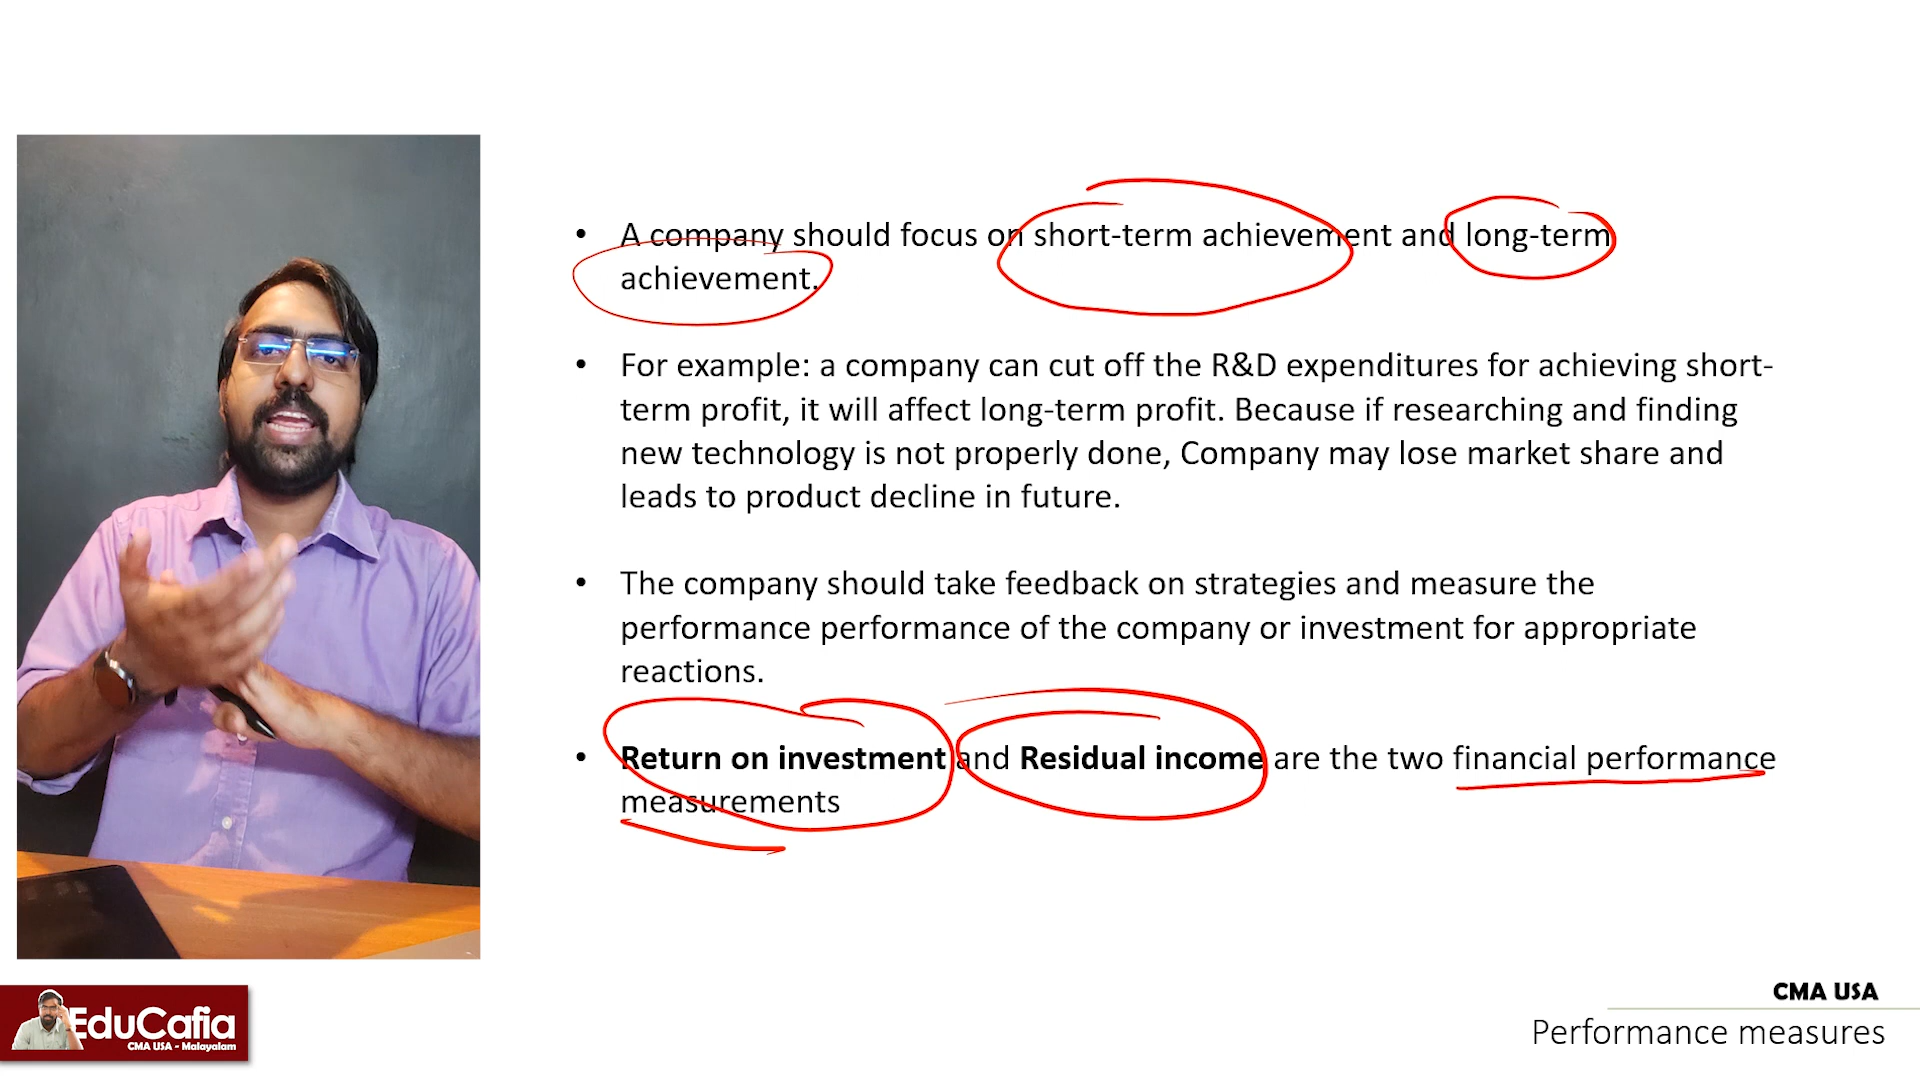 • A company should focus on short-term achievement and long-term
achievement.
• For example: a company can cut off the R&D expenditures for achieving short-
term profit, it will affect long-term profit. Because if researching and finding
new technology is not properly done, Company may lose market share and
leads to product decline in future.
• The company should take feedback on strategies and measure the
performance performance of the company or investment for appropriate
reactions.
• Return on investment and Residual income are the two financial performance
measurements
EduCafia
CMA USA - Malayalam
CMA USA
Performance measures